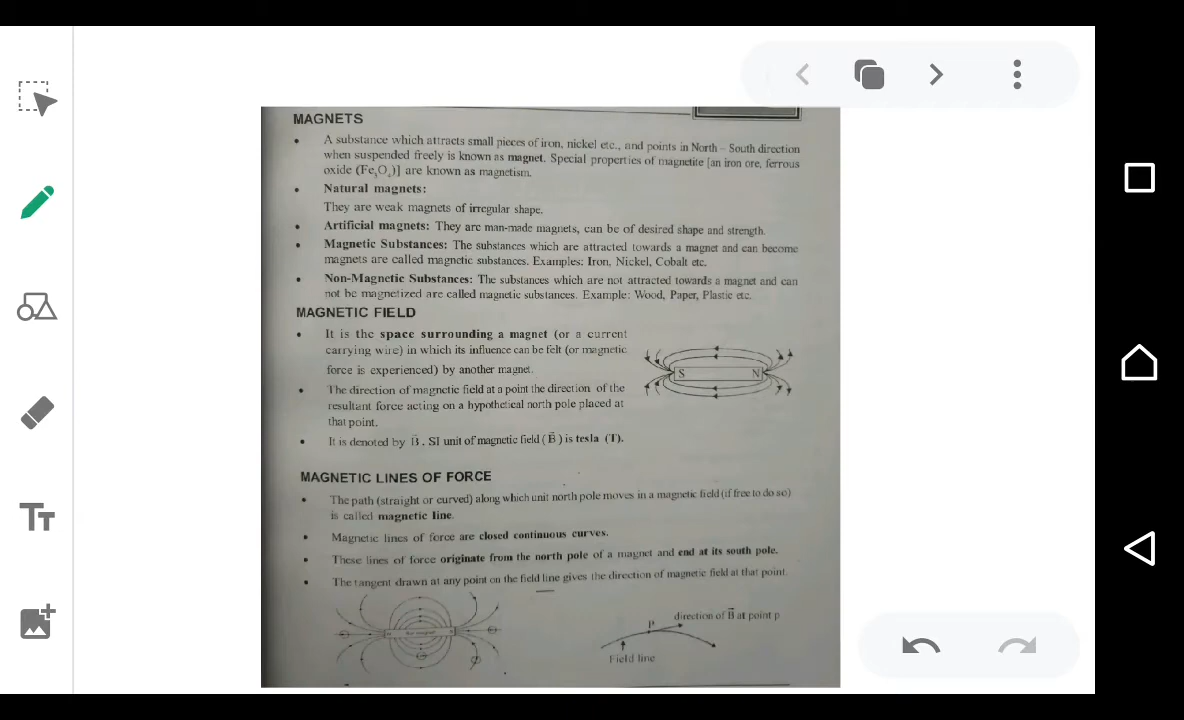 MAGNETS
• A substance which attracts small pieces of iron, nickel etc., and points in North – South direction
when suspended freely is known as magnet. Special properties of magnetite [an iron ore, ferrous
oxide (Fe₃O₄)] are known as magnetism.
• Natural magnets:
They are weak magnets of irregular shape.
• Artificial magnets: They are man-made magnets, can be of desired shape and strength.
• Magnetic Substances: The substances which are attracted towards a magnet and can become
magnets are called magnetic substances. Examples: Iron, Nickel, Cobalt etc.
• Non-Magnetic Substances: The substances which are not attracted towards a magnet and can
not be magnetized are called magnetic substances. Example: Wood, Paper, Plastic etc.
MAGNETIC FIELD
• It is the space surrounding a magnet (or a current
carrying wire) in which its influence can be felt (or magnetic
force is experienced) by another magnet.
S N
• The direction of magnetic field at a point the direction of the
resultant force acting on a hypothetical north pole placed at
that point.
• It is denoted by B⃗ . SI unit of magnetic field ( B⃗ ) is tesla (T).
MAGNETIC LINES OF FORCE
• The path (straight or curved) along which unit north pole moves in a magnetic field (if free to do so)
is called magnetic line.
• Magnetic lines of force are closed continuous curves.
• These lines of force originate from the north pole of a magnet and end at its south pole.
• The tangent drawn at any point on the field line gives the direction of magnetic field at that point.
direction of B⃗ at point p
P
Field line
Tт